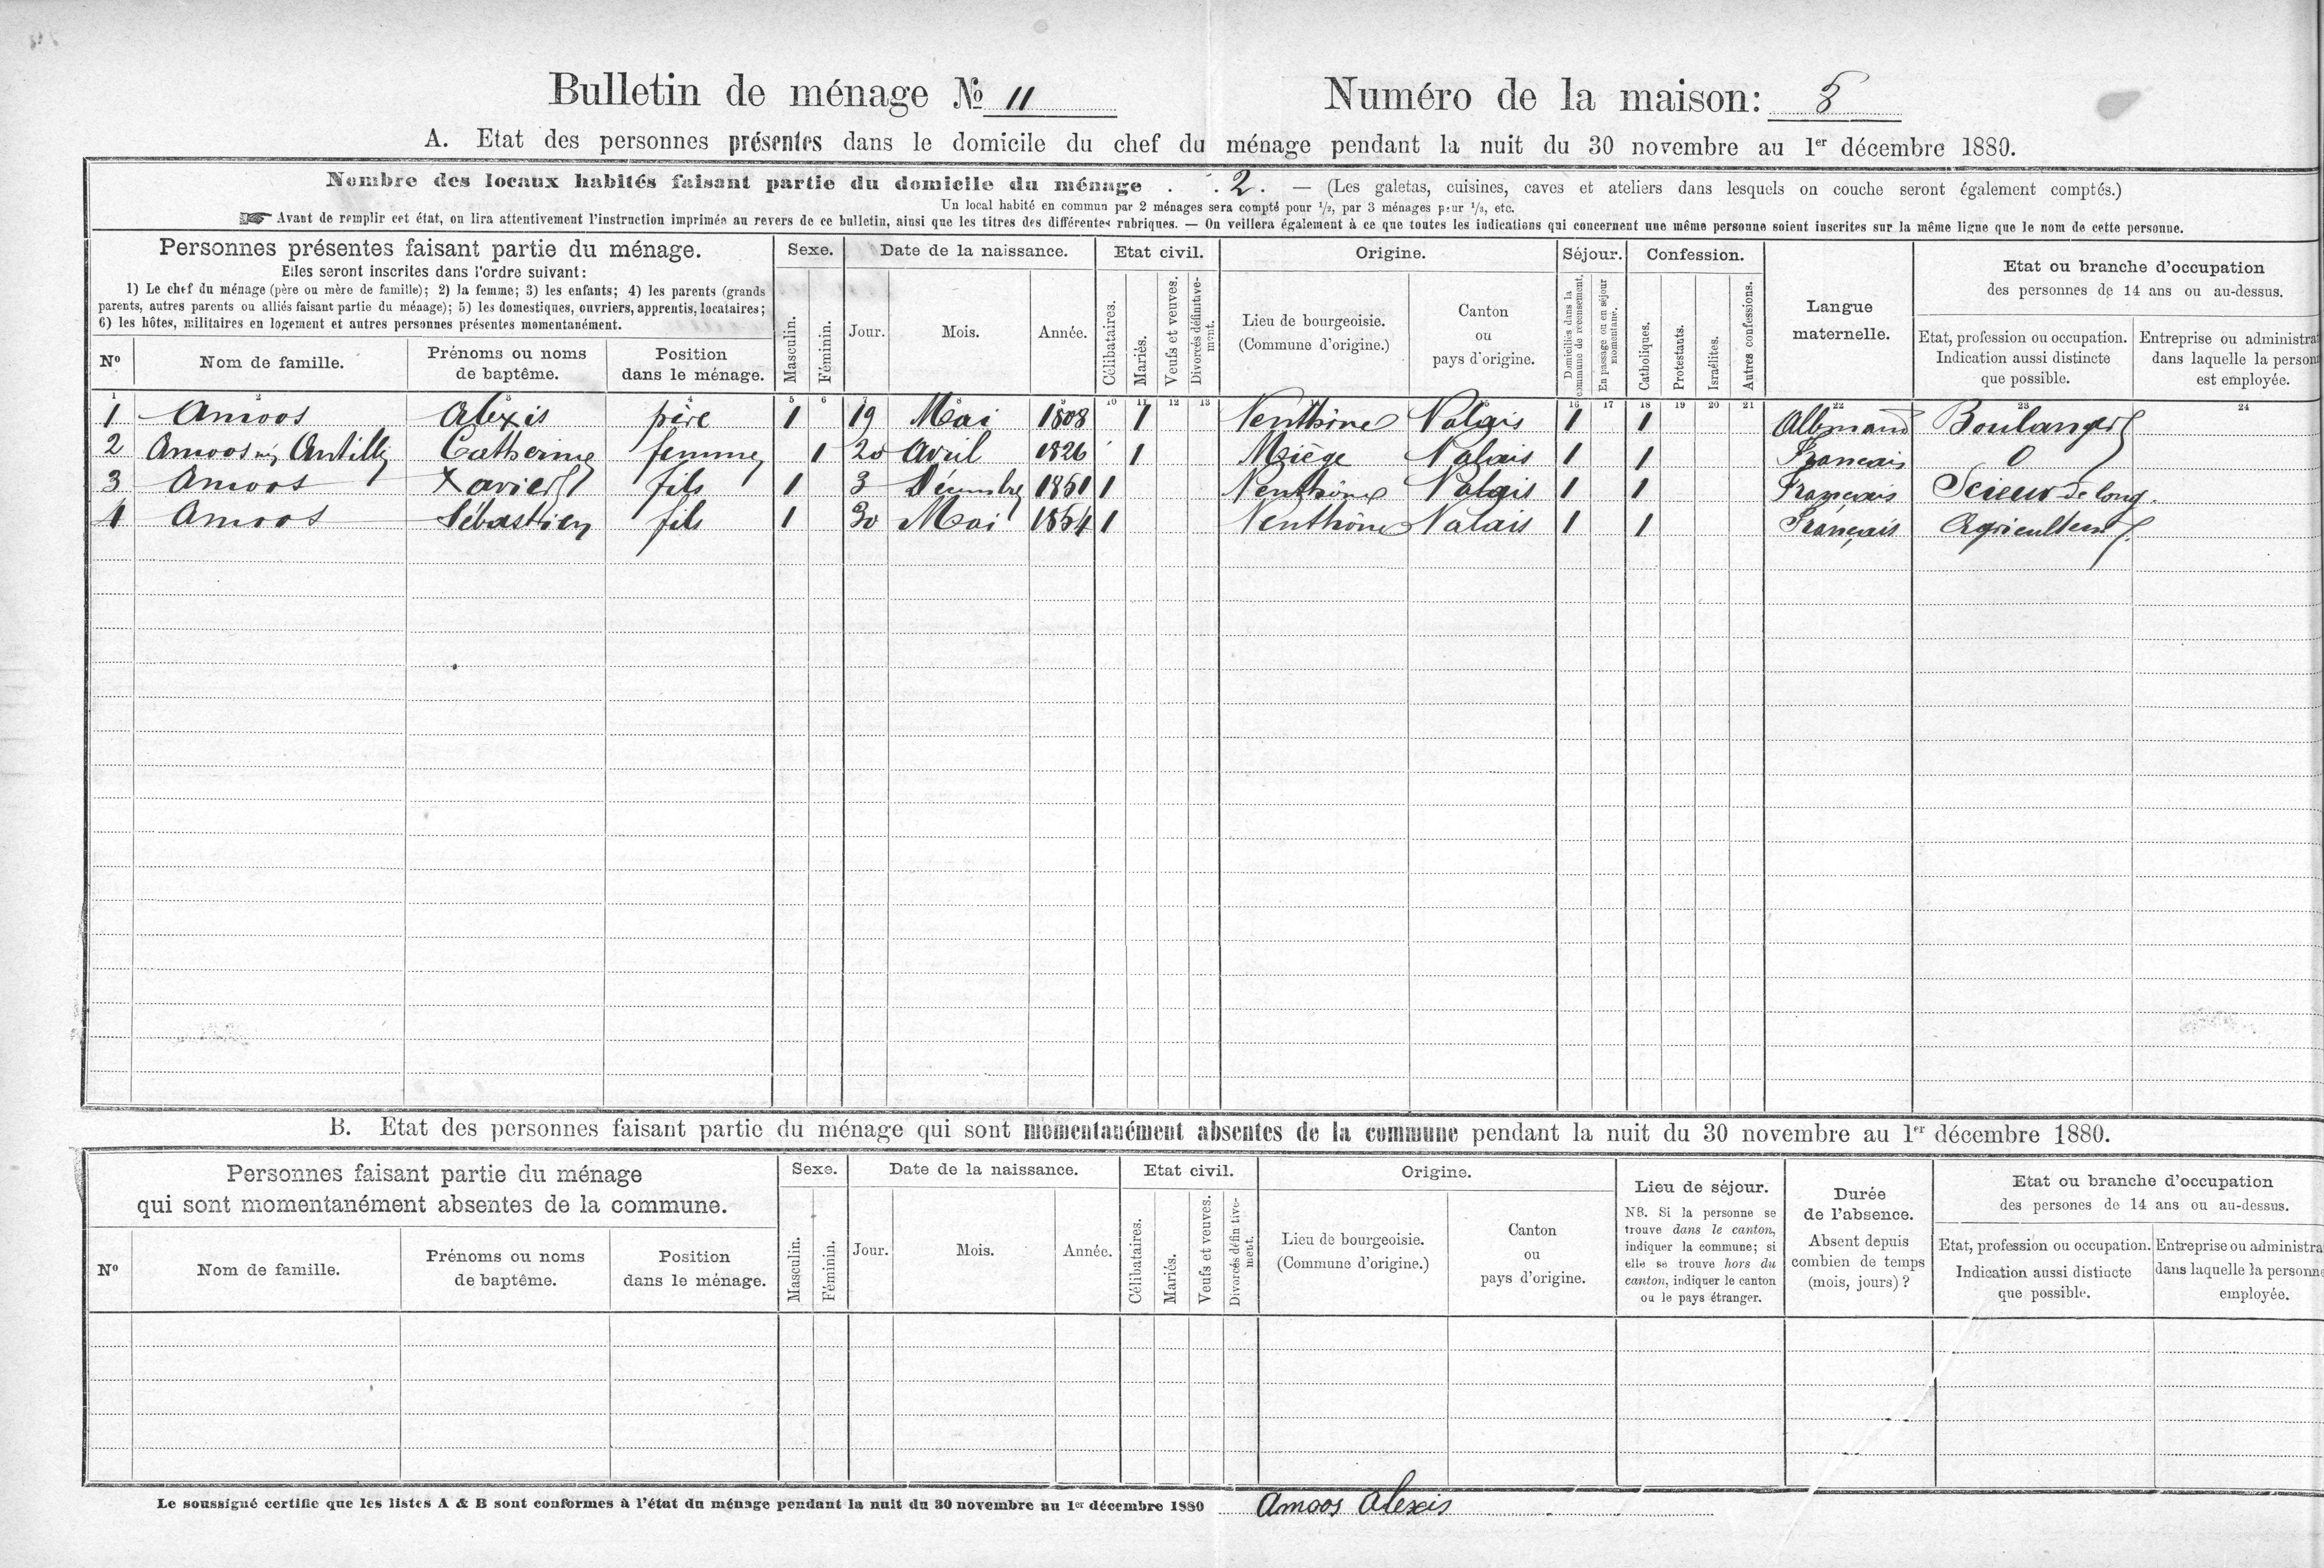 Bulletin de ménage No 11
Numéro de la maison: 8
A. Etat des personnes présentes dans le domicile du chef du ménage pendant la nuit du 30 novembre au 1er décembre 1880.
Nombre des locaux habités faisant partie du domicile du ménage . . 2. — (Les galetas, cuisines, caves et ateliers dans lesquels on couche seront également comptés.)
Un local habité en commun par 2 ménages sera compté pour 1/2, par 3 ménages pour 1/3, etc.
☞ Avant de remplir cet état, on lira attentivement l'instruction imprimée au revers de ce bulletin, ainsi que les titres des différentes rubriques. — On veillera également à ce que toutes les indications qui concernent une même personne soient inscrites sur la même ligne que le nom de cette personne.
Personnes présentes faisant partie du ménage.
Elles seront inscrites dans l'ordre suivant:
1) Le chef du ménage (père ou mère de famille); 2) la femme; 3) les enfants; 4) les parents (grands
parents, autres parents ou alliés faisant partie du ménage); 5) les domestiques, ouvriers, apprentis, locataires;
6) les hôtes, militaires en logement et autres personnes présentes momentanément.
No
Nom de famille.
Prénoms ou noms
de baptême.
Position
dans le ménage.
Sexe.
Masculin.
Féminin.
Date de la naissance.
Jour.
Mois.
Année.
Etat civil.
Célibataires.
Mariés.
Veufs et veuves.
Divorcés définitive-
ment.
Origine.
Lieu de bourgeoisie.
(Commune d'origine.)
Canton
ou
pays d'origine.
Séjour.
Domiciliés dans la
commune de recensement.
En passage ou en séjour
momentané.
Confession.
Catholiques.
Protestants.
Israélites.
Autres confessions.
Langue
maternelle.
Etat ou branche d'occupation
des personnes de 14 ans ou au-dessus.
Etat, profession ou occupation.
Indication aussi distincte
que possible.
Entreprise ou administra
dans laquelle la person
est employée.
1 2 3 4 5 6 7 8 9 10 11 12 13 15 16 17 18 19 20 21 22 23 24
1 Amoos Alexis père 1 19 Mai 1808 1 Venthône Valais 1 1 Allemand Boulanger
2 Amoos née Antille Catherine femme 1 20 Avril 1826 1 Miège Valais 1 1 Français 0
3 Amoos Xavier fils 1 3 Décembre 1851 1 Venthône Valais 1 1 Français Scieur de long.
4 Amoos Sébastien fils 1 30 Mai 1854 1 Venthône Valais 1 1 Français Agriculteur
B. Etat des personnes faisant partie du ménage qui sont momentanément absentes de la commune pendant la nuit du 30 novembre au 1er décembre 1880.
Personnes faisant partie du ménage
qui sont momentanément absentes de la commune.
No
Nom de famille.
Prénoms ou noms
de baptême.
Position
dans le ménage.
Sexe.
Masculin.
Féminin.
Date de la naissance.
Jour.
Mois.
Année.
Etat civil.
Célibataires.
Mariés.
Veufs et veuves.
Divorcés définitive-
ment.
Origine.
Lieu de bourgeoisie.
(Commune d'origine.)
Canton
ou
pays d'origine.
Lieu de séjour.
NB. Si la personne se
trouve dans le canton,
indiquer la commune; si
elle se trouve hors du
canton, indiquer le canton
ou le pays étranger.
Durée
de l'absence.
Absent depuis
combien de temps
(mois, jours)?
Etat ou branche d'occupation
des persones de 14 ans ou au-dessus.
Etat, profession ou occupation.
Indication aussi distincte
que possible.
Entreprise ou administra
dans laquelle la personne
employée.
Le soussigné certifie que les listes A & B sont conformes à l'état du ménage pendant la nuit du 30 novembre au 1er décembre 1880 Amoos Alexis